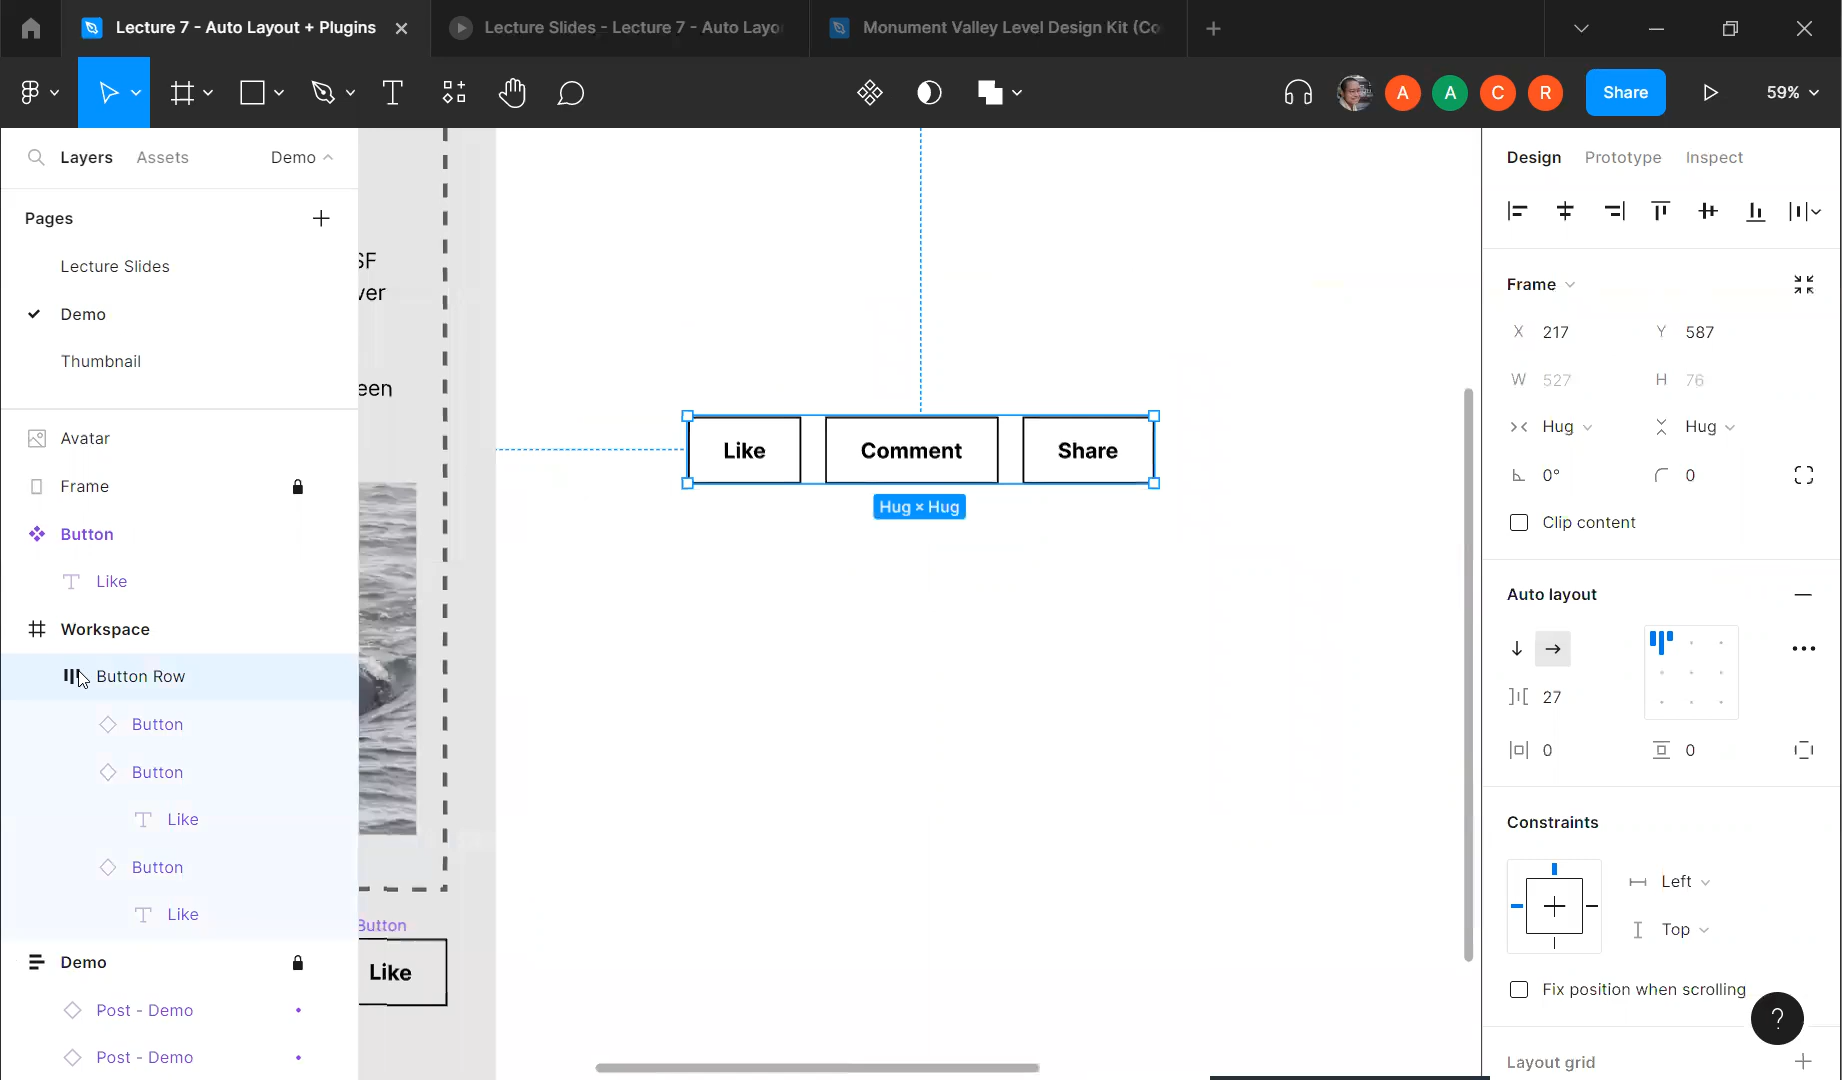 Lecture 7 - Auto Layout + Plugins
Lecture Slides - Lecture 7 - Auto Layo
Monument Valley Level Design Kit (Co
A
A
C
R
Share
59%
Layers
Assets
Demo
Pages
Lecture Slides
Demo
Thumbnail
Avatar
Frame
Button
Like
Workspace
Button Row
Button
Button
Like
Button
Like
Demo
Post - Demo
Post - Demo
SF
ver
een
Button
Like
Like
Comment
Share
Hug × Hug
Design
Prototype
Inspect
Frame
X 217
Y 587
W 527
H 76
Hug
Hug
0°
0
Clip content
Auto layout
27
0
0
Constraints
Left
Top
Fix position when scrolling
?
Layout grid